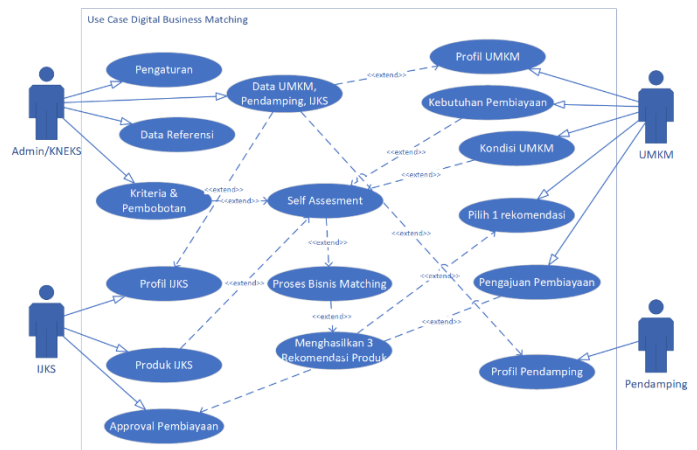 Use Case Digital Business Matching
Pengaturan
Data UMKM,
Pendamping, IJKS
<<extend>>
Profil UMKM
Kebutuhan Pembiayaan
Admin/KNEKS
Data Referensi
<<extend>>
Kondisi UMKM
UMKM
<<extend>>
Kriteria &
Pembobotan
<<extend>>
<<extend>>
Self Assesment
Pilih 1 rekomendasi
<<extend>>
Profil IJKS
<<extend>>
Proses Bisnis Matching
<<extend>>
Pengajuan Pembiayaan
<<extend>>
Produk IJKS
Menghasilkan 3
Rekomendasi Produk
Profil Pendamping
IJKS
Pendamping
Approval Pembiayaan